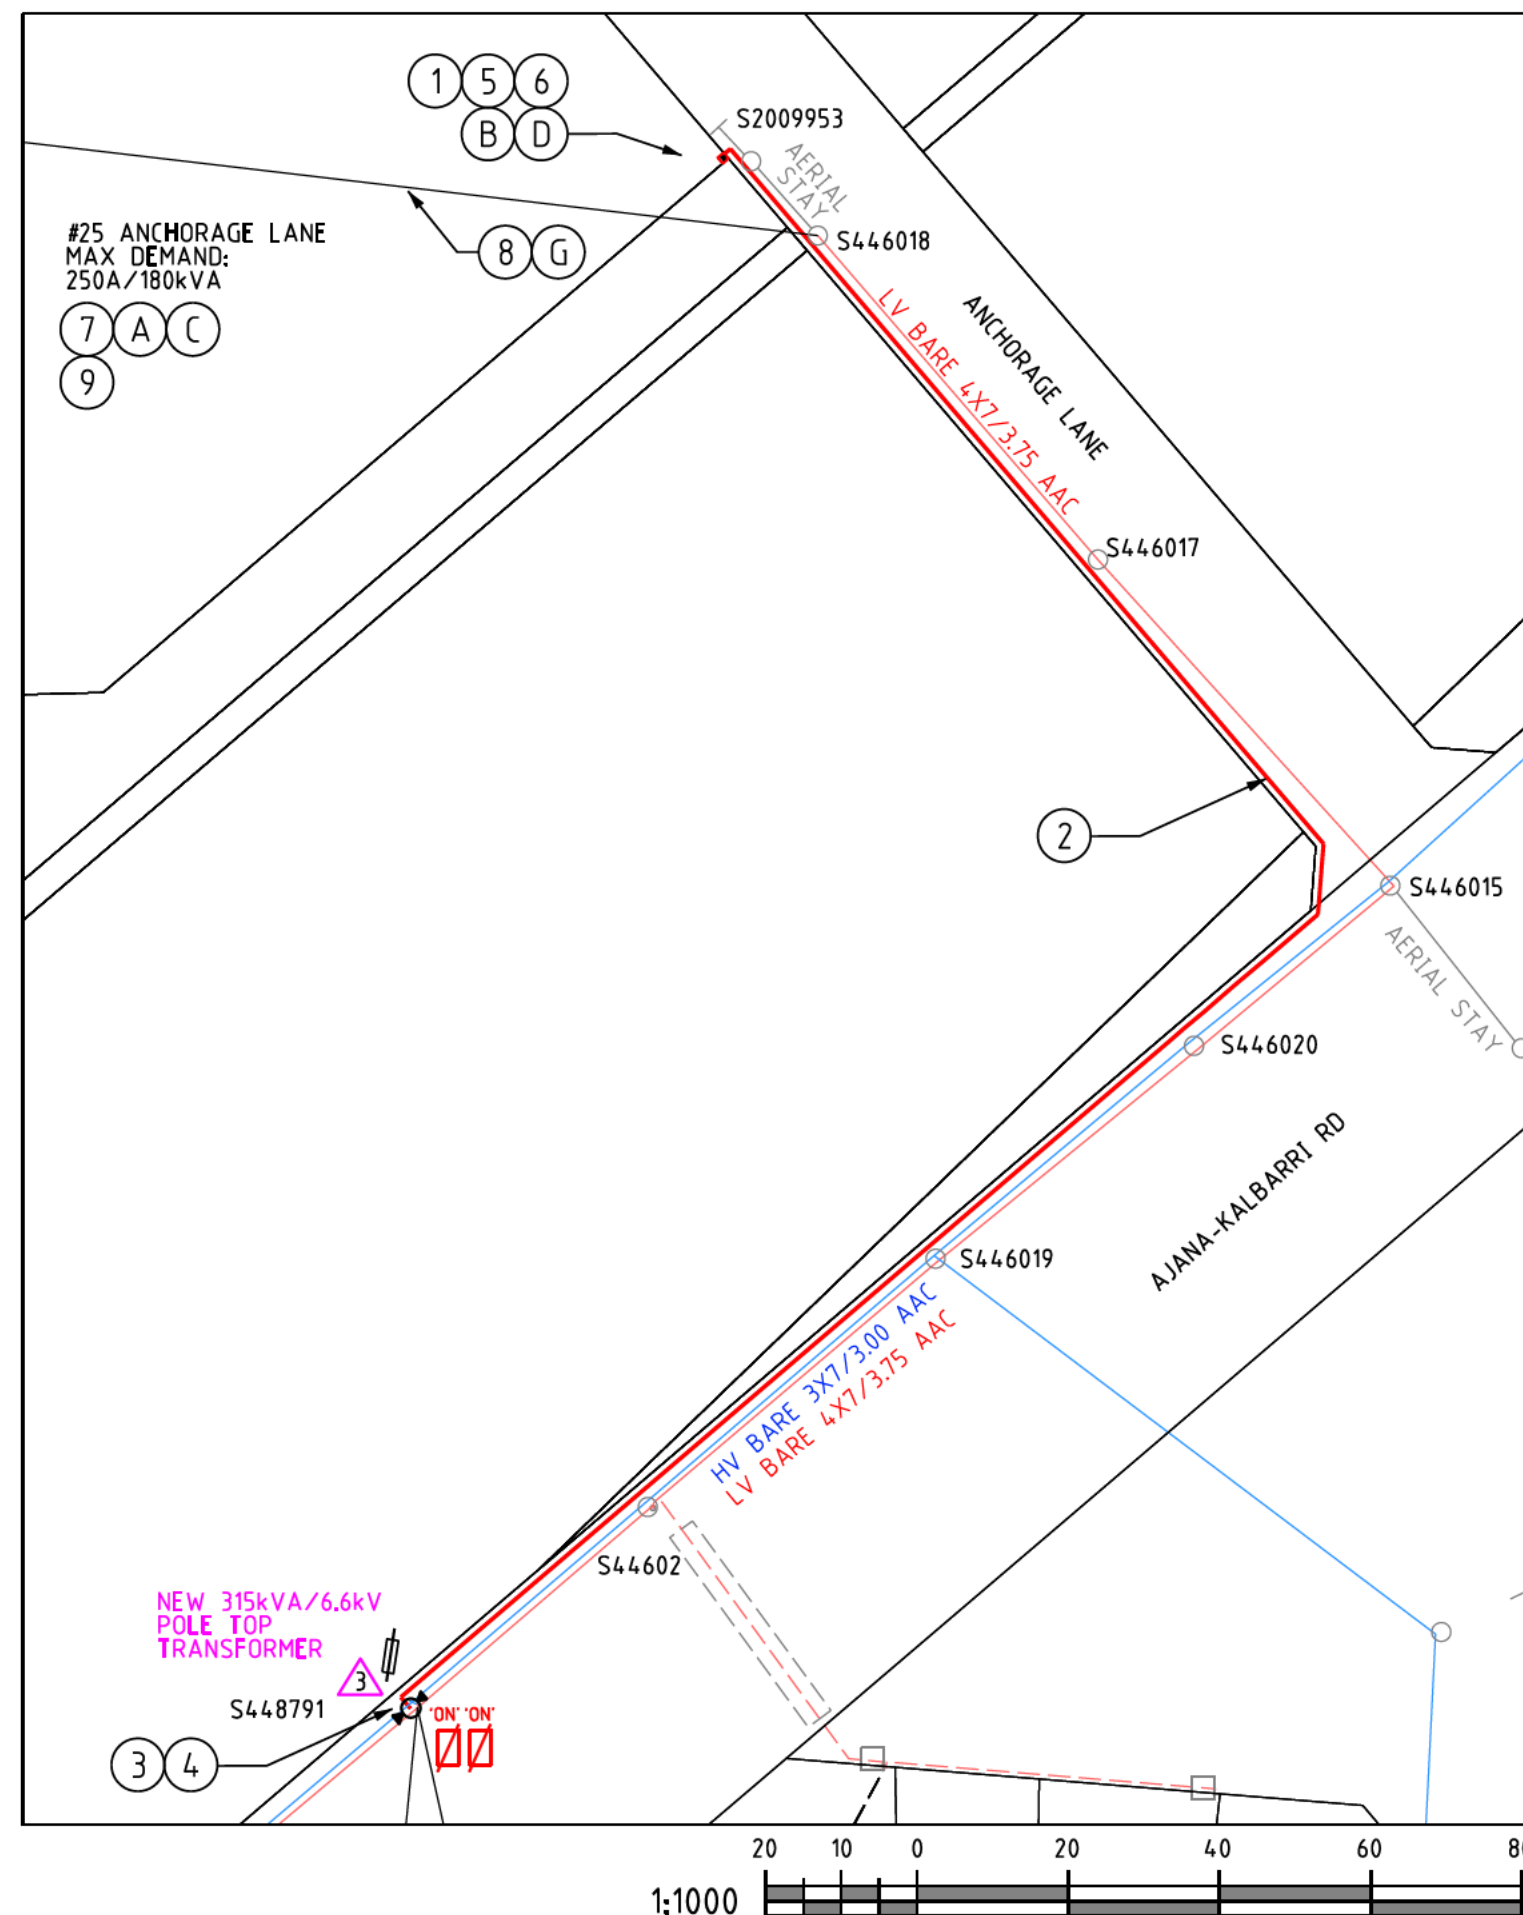 1 5 6
B D
S2009953
AERIAL
STAY
S446018
#25 ANCHORAGE LANE
MAX DEMAND:
250A/180kVA
7 A C
9
8 G
LV BARE 4X7/3.75 AAC
ANCHORAGE LANE
S446017
2
S446015
AERIAL STAY
S446020
AJANA-KALBARRI RD
S446019
HV BARE 3X7/3.00 AAC
LV BARE 4X7/3.75 AAC
S44602
NEW 315kVA/6.6kV
POLE TOP
TRANSFORMER
3
S448791
'ON' 'ON'
3 4
20 10 0 20 40 60
1:1000